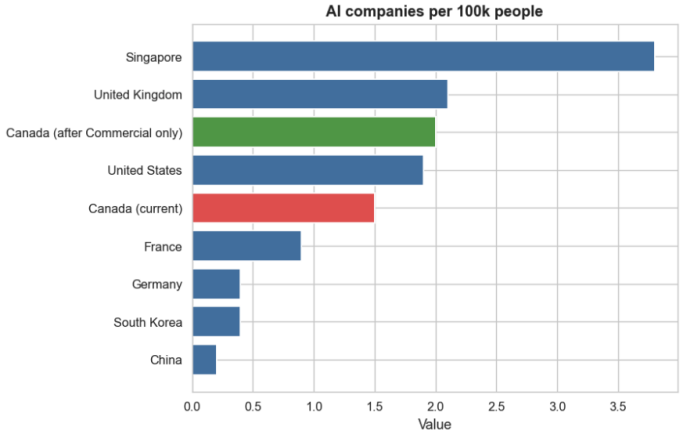 AI companies per 100k people
Singapore
United Kingdom
Canada (after Commercial only)
United States
Canada (current)
France
Germany
South Korea
China
0.0 0.5 1.0 1.5 2.0 2.5 3.0 3.5
Value